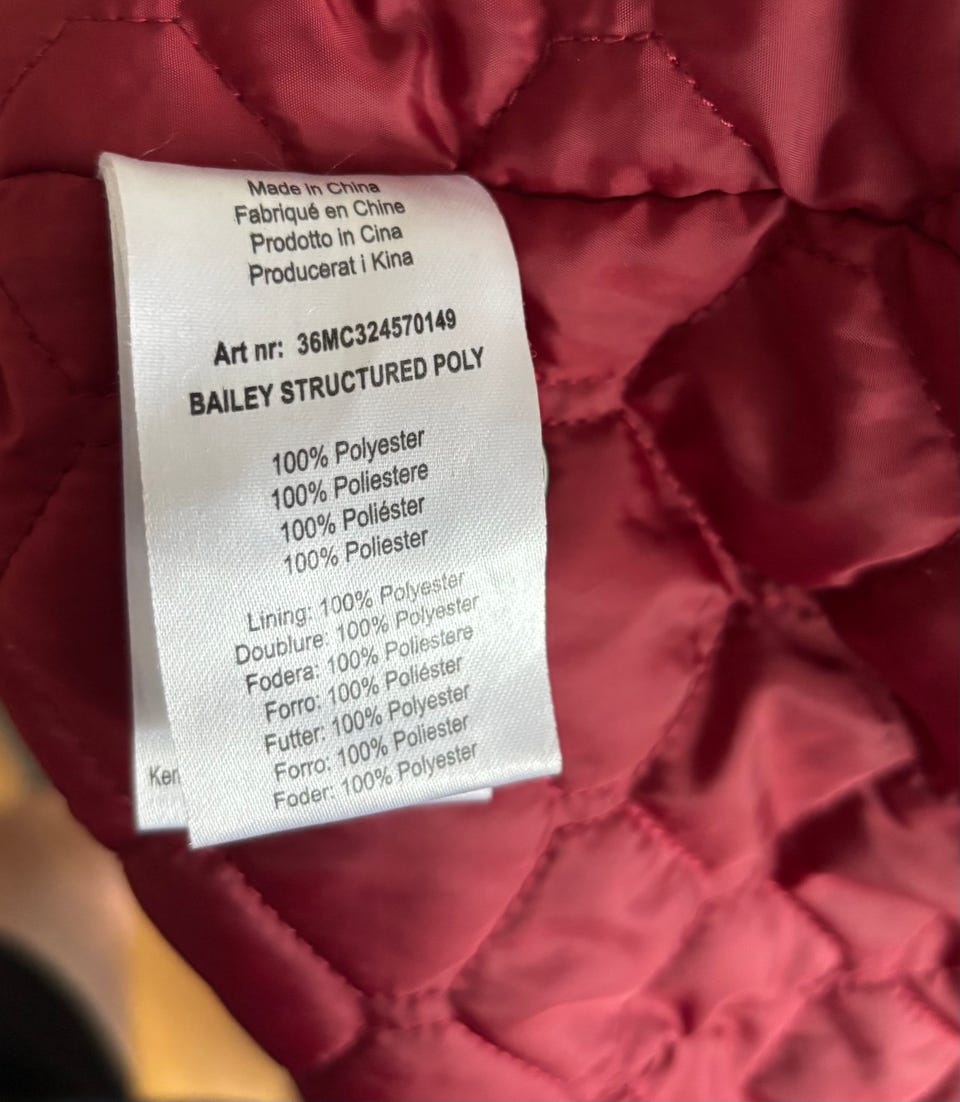 Made in China
Fabriqué en Chine
Prodotto in Cina
Producerat i Kina
Art nr: 36MC324570149
BAILEY STRUCTURED POLY
100% Polyester
100% Poliestere
100% Poliéster
100% Poliester
Lining: 100% Polyester
Doublure: 100% Polyester
Fodera: 100% Poliestere
Forro: 100% Poliéster
Futter: 100% Polyester
Forro: 100% Poliester
Foder: 100% Polyester